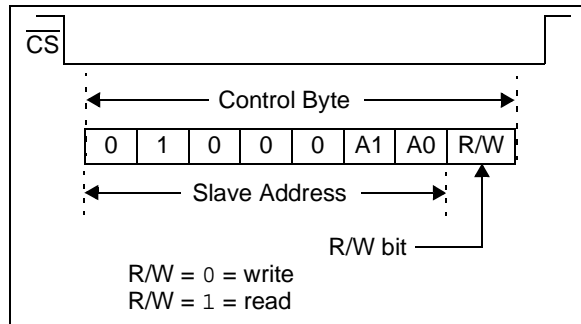 CS
Control Byte
0 1 0 0 0 A1 A0 R/W
Slave Address
R/W bit
R/W = 0 = write
R/W = 1 = read